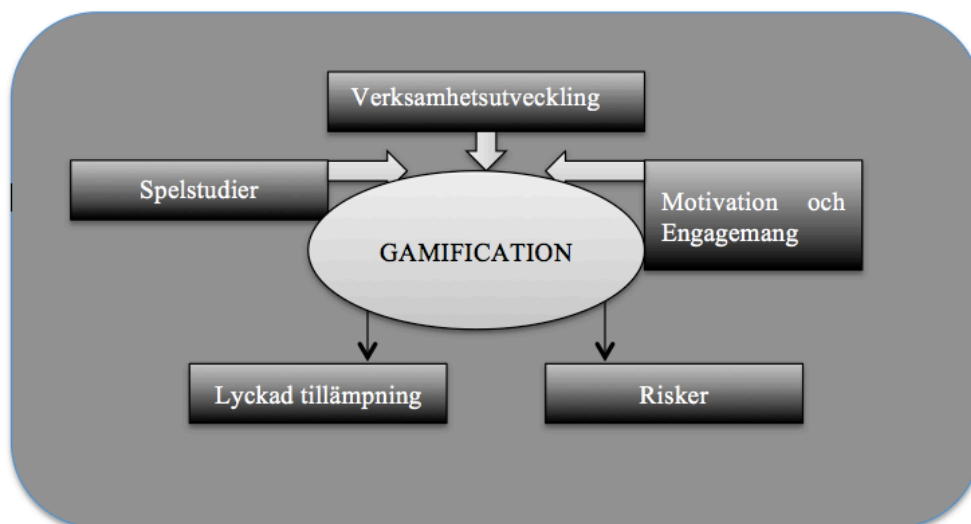 Verksamhetsutveckling
Spelstudier
Motivation och
Engagemang
GAMIFICATION
Lyckad tillämpning
Risker